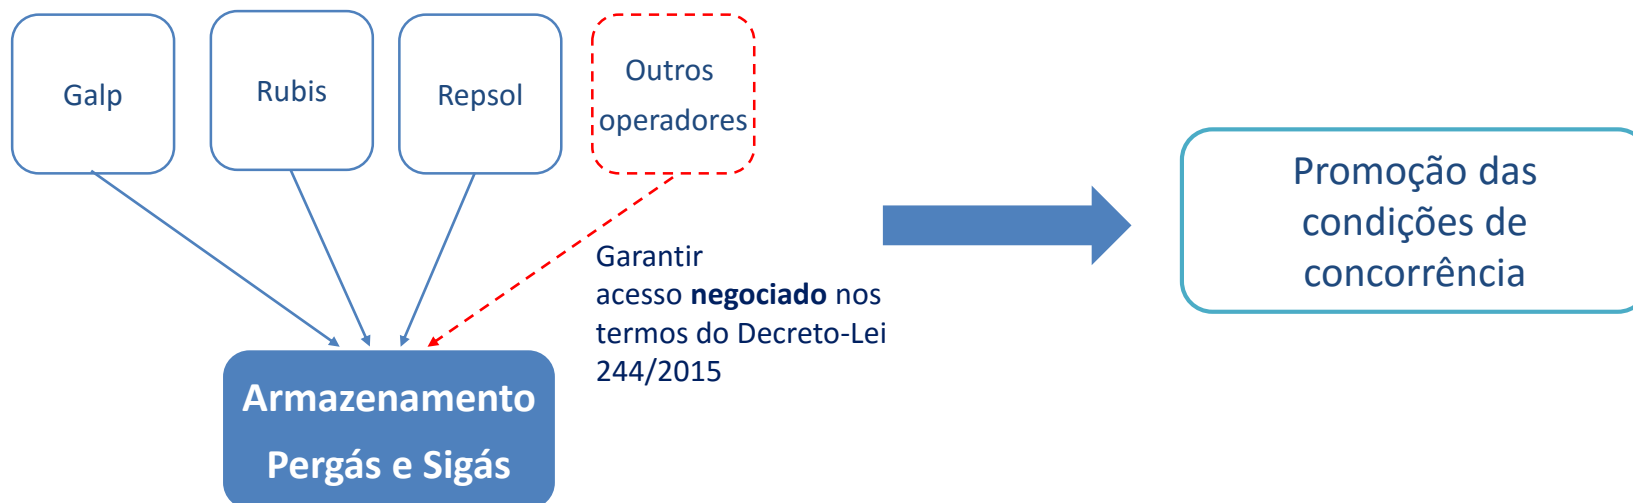 Galp
Rubis
Repsol
Outros
operadores
Garantir
acesso negociado nos
termos do Decreto-Lei
244/2015
Armazenamento
Pergás e Sigás
Promoção das
condições de
concorrência